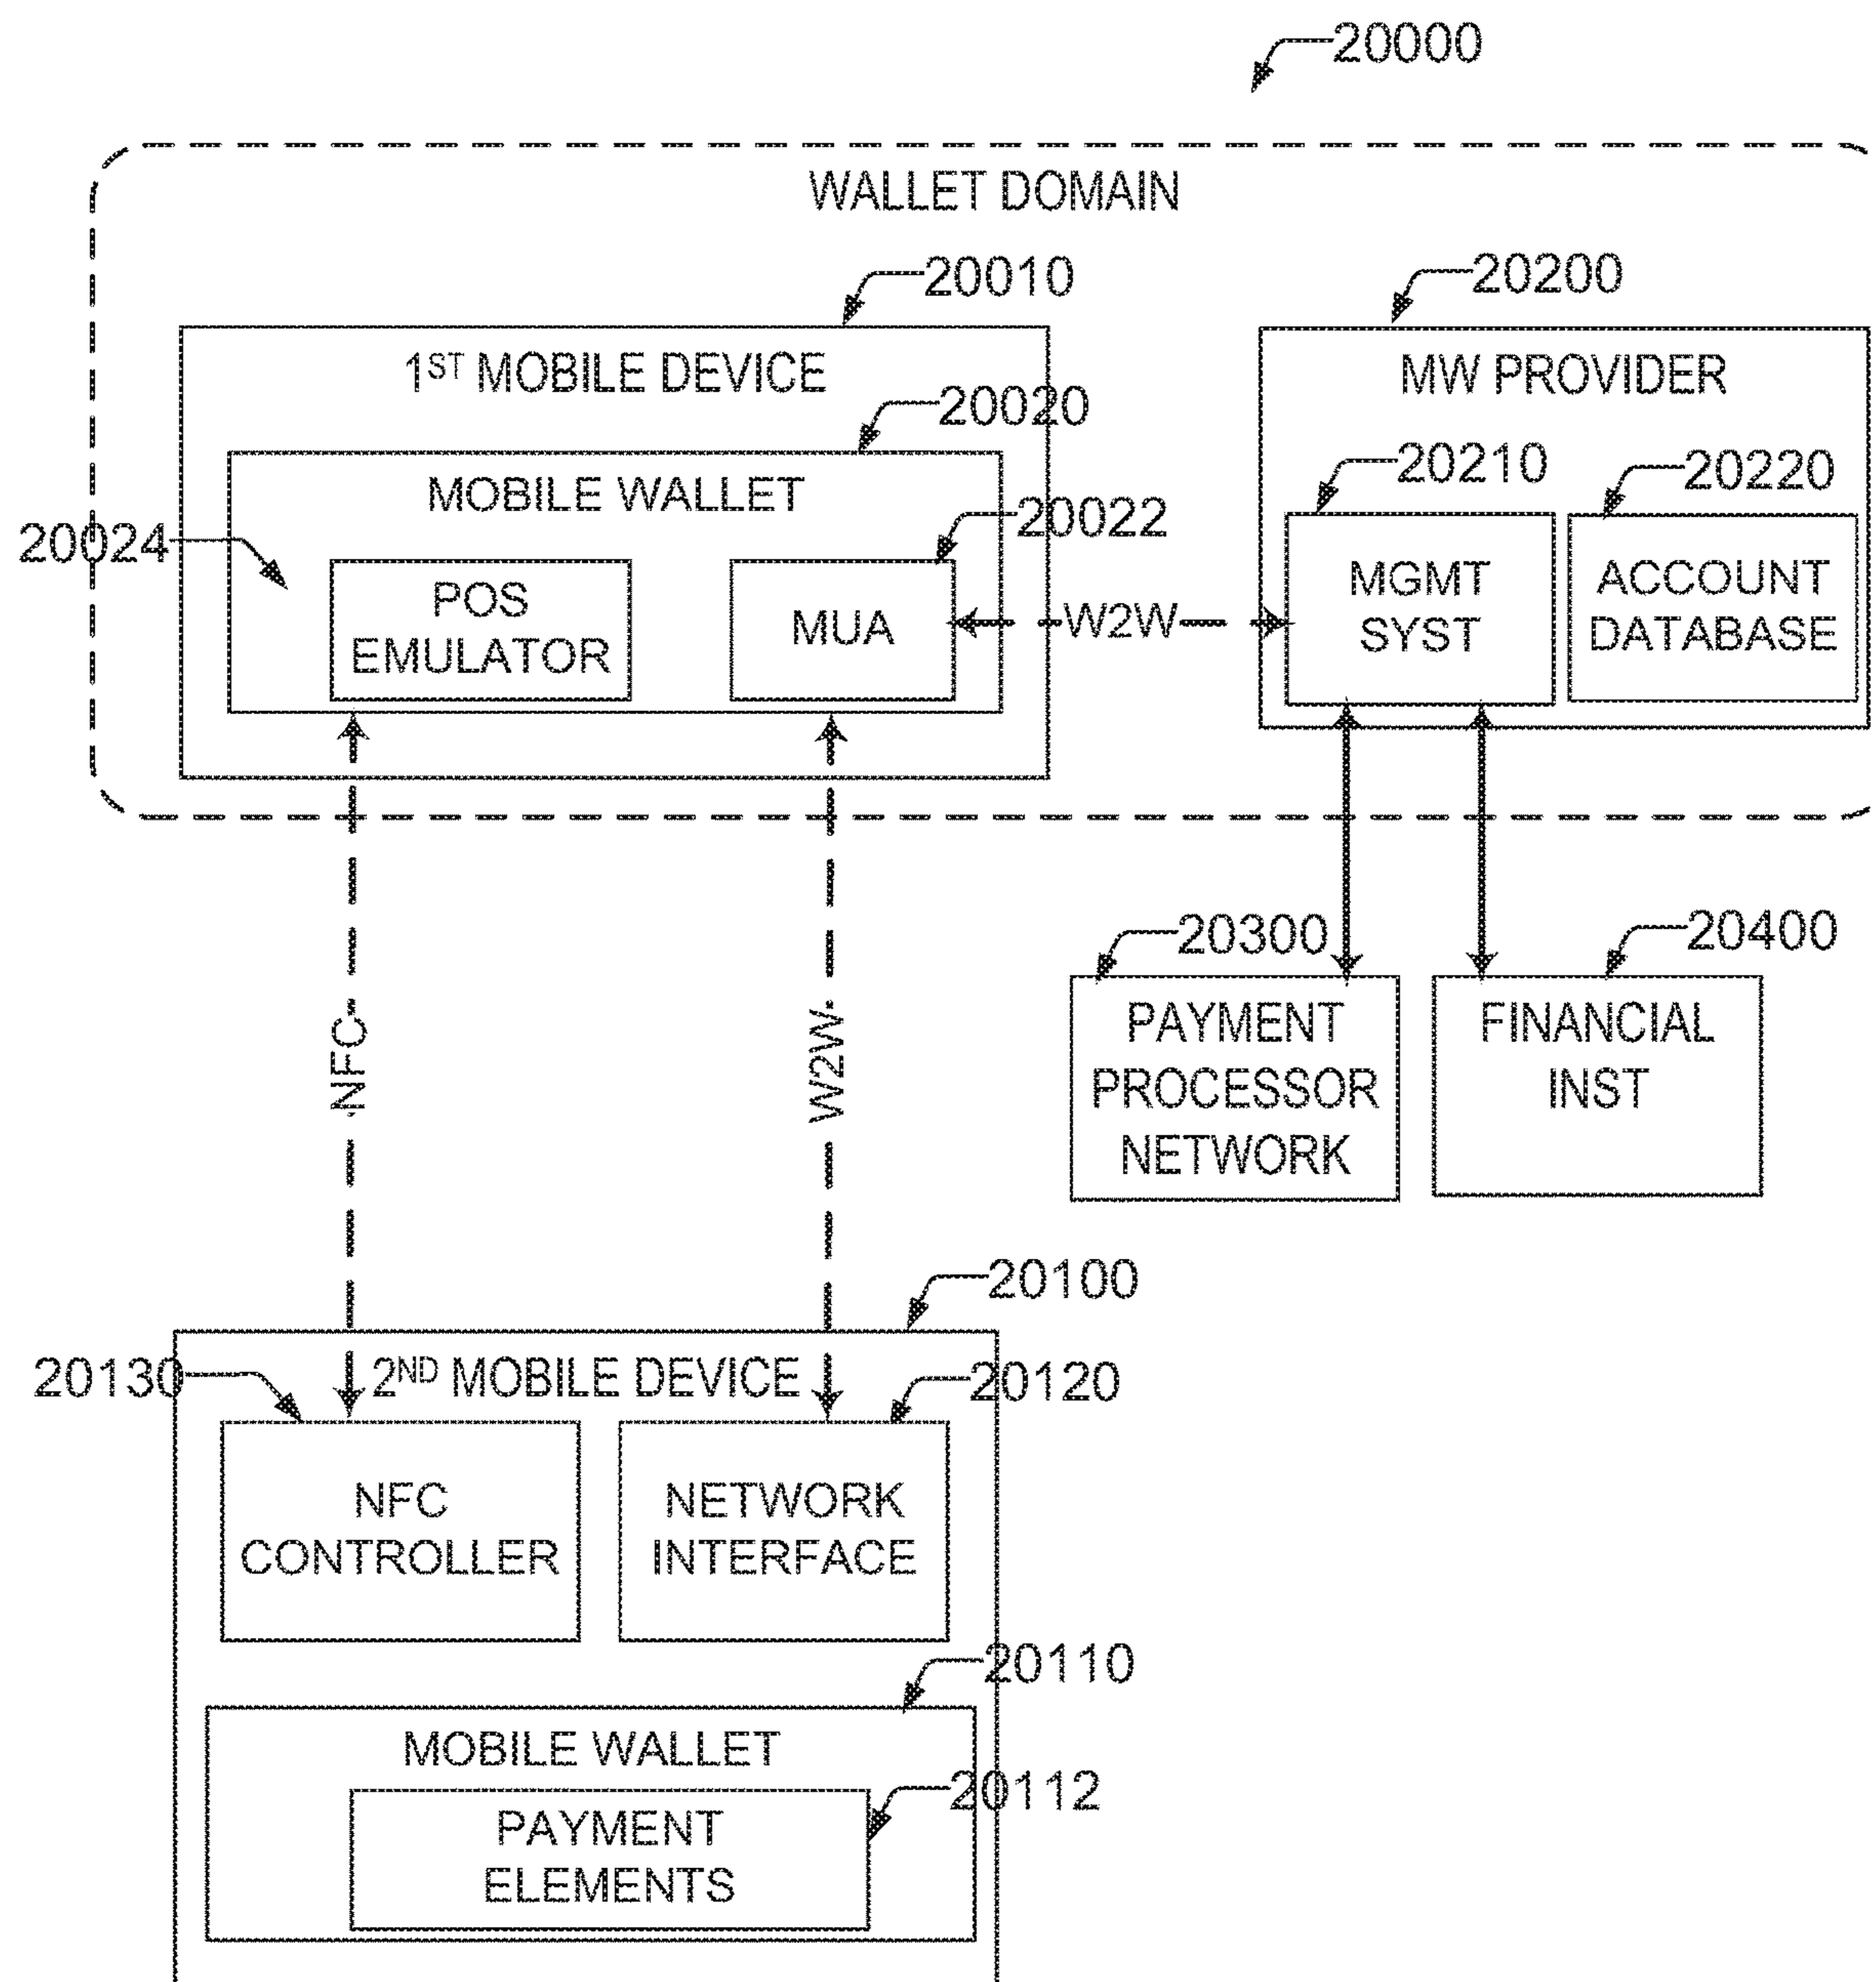 20000
WALLET DOMAIN
20010
20200
1ST MOBILE DEVICE
MW PROVIDER
20020
20210
20220
MOBILE WALLET
20024
20022
POS
EMULATOR
MUA
W2W
MGMT
SYST
ACCOUNT
DATABASE
20300
20400
NFC
W2W
PAYMENT
PROCESSOR
NETWORK
FINANCIAL
INST
20100
20130
2ND MOBILE DEVICE
20120
NFC
CONTROLLER
NETWORK
INTERFACE
20110
MOBILE WALLET
20112
PAYMENT
ELEMENTS